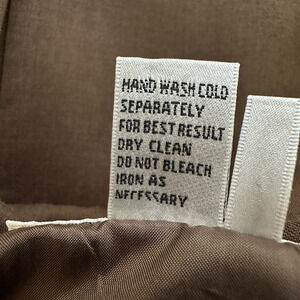 HAND WASH COLD
SEPARATELY
FOR BEST RESULT
DRY CLEAN
DO NOT BLEACH
IRON AS
NECESSARY